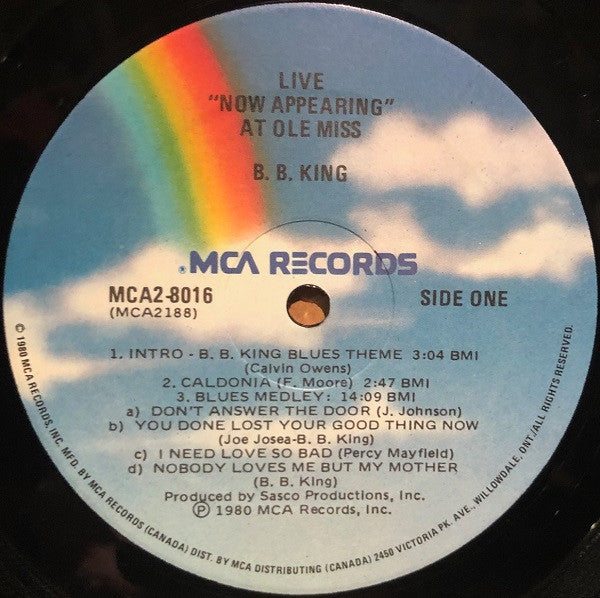 LIVE
"NOW APPEARING"
AT OLE MISS
B. B. KING
® MCA RECORDS
MCA2-8016
(MCA2188)
SIDE ONE
1. INTRO - B. B. KING BLUES THEME 3:04 BMI
(Calvin Owens)
2. CALDONIA (F. Moore) 2:47 BMI
3. BLUES MEDLEY: 14:09 BMI
a) DON'T ANSWER THE DOOR (J. Johnson)
b) YOU DONE LOST YOUR GOOD THING NOW
(Joe Josea-B. B. King)
c) I NEED LOVE SO BAD (Percy Mayfield)
d) NOBODY LOVES ME BUT MY MOTHER
(B. B. King)
Produced by Sasco Productions, Inc.
Ⓟ 1980 MCA Records, Inc.
© 1980 MCA RECORDS, INC. MFD. BY MCA RECORDS (CANADA) DIST. BY MCA DISTRIBUTING (CANADA) 2450 VICTORIA PK. AVE., WILLOWDALE, ONT./ALL RIGHTS RESERVED.